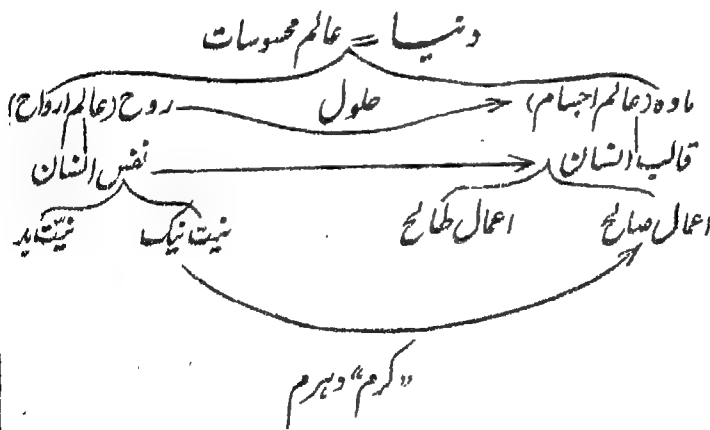 دنیا = عالم محسوسات
مادہ (عالم اجسام) حلول روح (عالم ارواح)
قالب انسان نفس انسان
اعمال صالح اعمال طالح نیت نیک نیّت بد
"کرم" دہرم